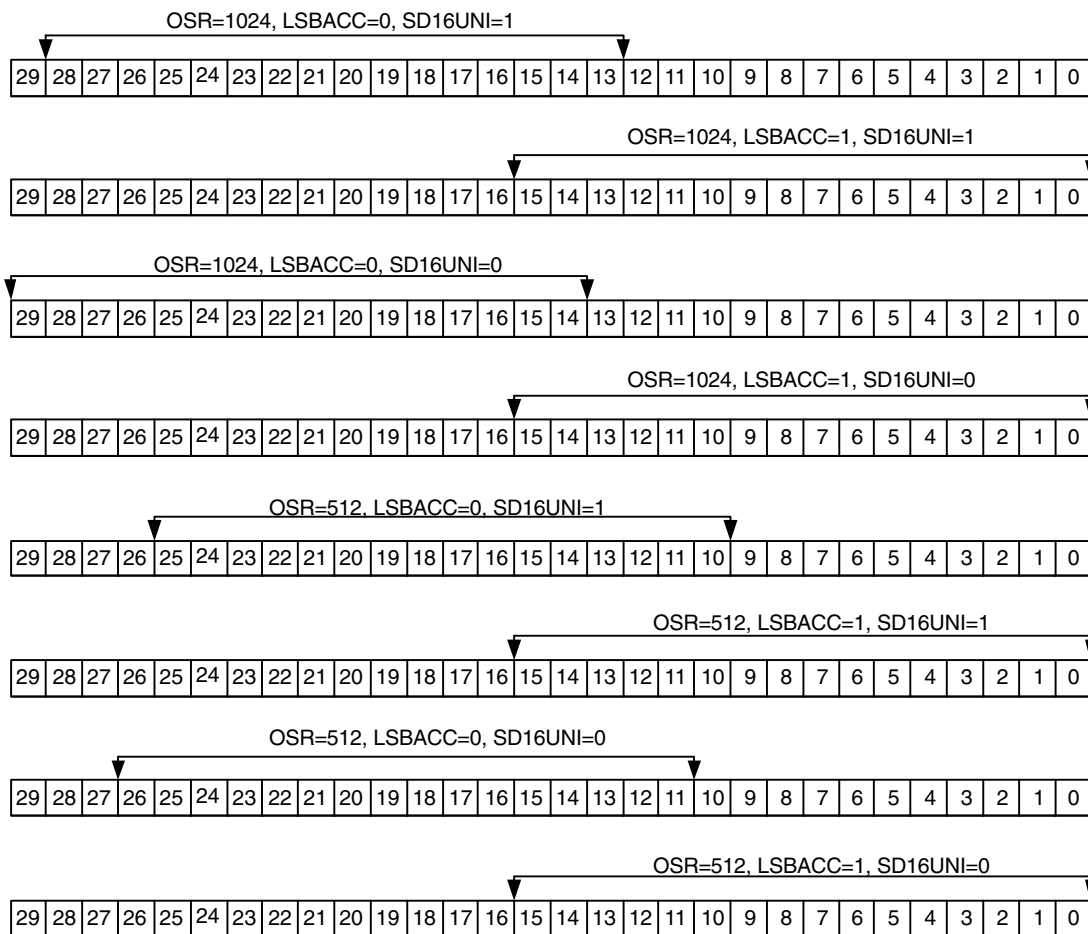 OSR=1024, LSBACC=0, SD16UNI=1
29 28 27 26 25 24 23 22 21 20 19 18 17 16 15 14 13 12 11 10 9 8 7 6 5 4 3 2 1 0
OSR=1024, LSBACC=1, SD16UNI=1
29 28 27 26 25 24 23 22 21 20 19 18 17 16 15 14 13 12 11 10 9 8 7 6 5 4 3 2 1 0
OSR=1024, LSBACC=0, SD16UNI=0
29 28 27 26 25 24 23 22 21 20 19 18 17 16 15 14 13 12 11 10 9 8 7 6 5 4 3 2 1 0
OSR=1024, LSBACC=1, SD16UNI=0
29 28 27 26 25 24 23 22 21 20 19 18 17 16 15 14 13 12 11 10 9 8 7 6 5 4 3 2 1 0
OSR=512, LSBACC=0, SD16UNI=1
29 28 27 26 25 24 23 22 21 20 19 18 17 16 15 14 13 12 11 10 9 8 7 6 5 4 3 2 1 0
OSR=512, LSBACC=1, SD16UNI=1
29 28 27 26 25 24 23 22 21 20 19 18 17 16 15 14 13 12 11 10 9 8 7 6 5 4 3 2 1 0
OSR=512, LSBACC=0, SD16UNI=0
29 28 27 26 25 24 23 22 21 20 19 18 17 16 15 14 13 12 11 10 9 8 7 6 5 4 3 2 1 0
OSR=512, LSBACC=1, SD16UNI=0
29 28 27 26 25 24 23 22 21 20 19 18 17 16 15 14 13 12 11 10 9 8 7 6 5 4 3 2 1 0